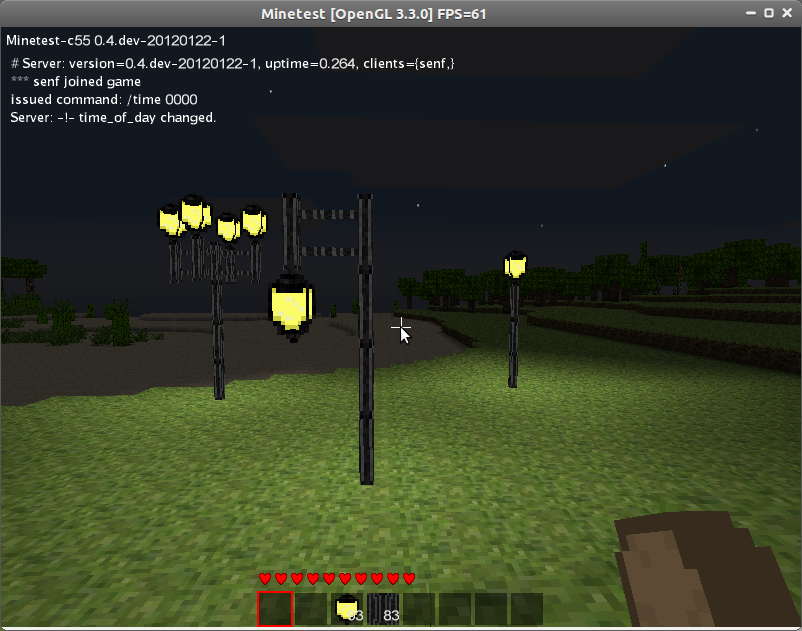 Minetest [OpenGL 3.3.0] FPS=61
Minetest-c55 0.4.dev-20120122-1
# Server: version=0.4.dev-20120122-1, uptime=0.264, clients={senf,}
*** senf joined game
issued command: /time 0000
Server: -!- time_of_day changed.
93 83